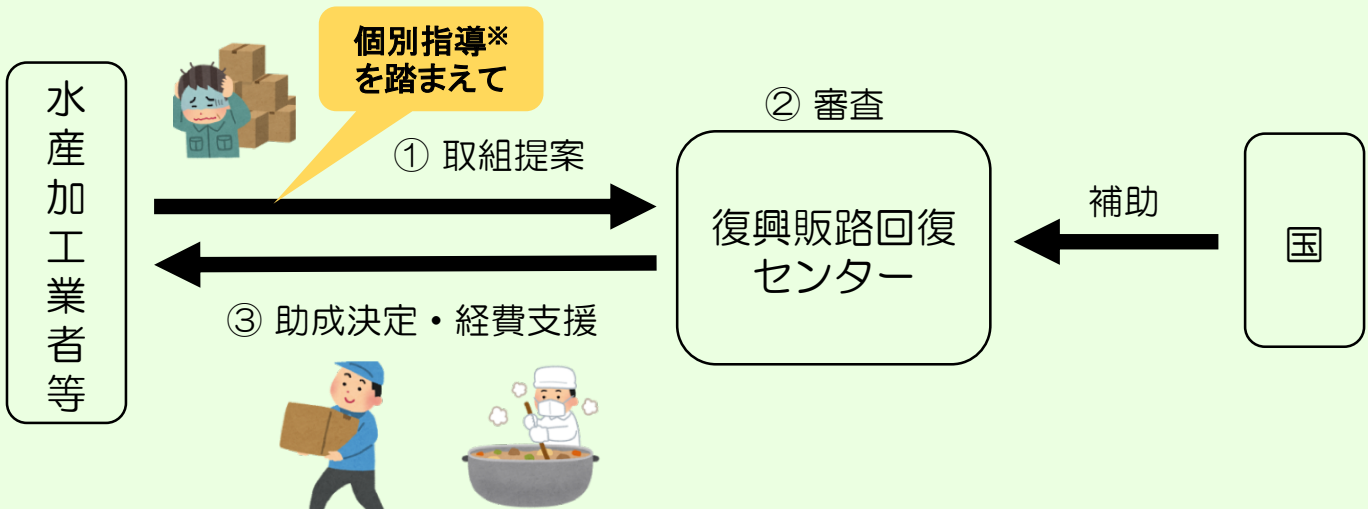 個別指導※
を踏まえて
水産加工業者等
① 取組提案
② 審査
復興販路回復
センター
補助
国
③ 助成決定・経費支援